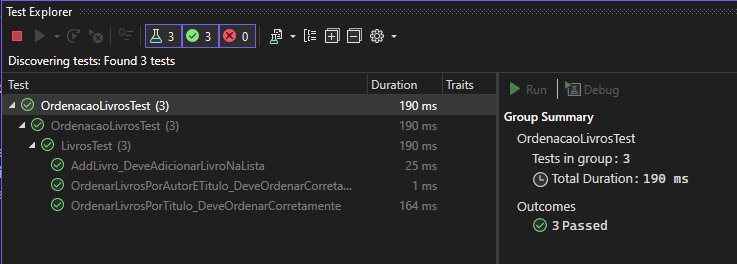 Test Explorer
3 3 0
Discovering tests: Found 3 tests
Test Duration Traits
OrdenacaoLivrosTest (3) 190 ms
OrdenacaoLivrosTest (3) 190 ms
LivrosTest (3) 190 ms
AddLivro_DeveAdicionarLivroNaLista 25 ms
OrdenarLivrosPorAutorETitulo_DeveOrdenarCorreta... 1 ms
OrdenarLivrosPorTitulo_DeveOrdenarCorretamente 164 ms
Run Debug
Group Summary
OrdenacaoLivrosTest
Tests in group: 3
Total Duration: 190 ms
Outcomes
3 Passed